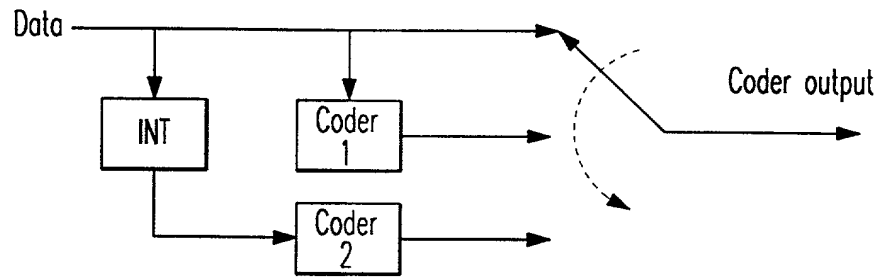 Data
Coder output
INT
Coder
1
Coder
2